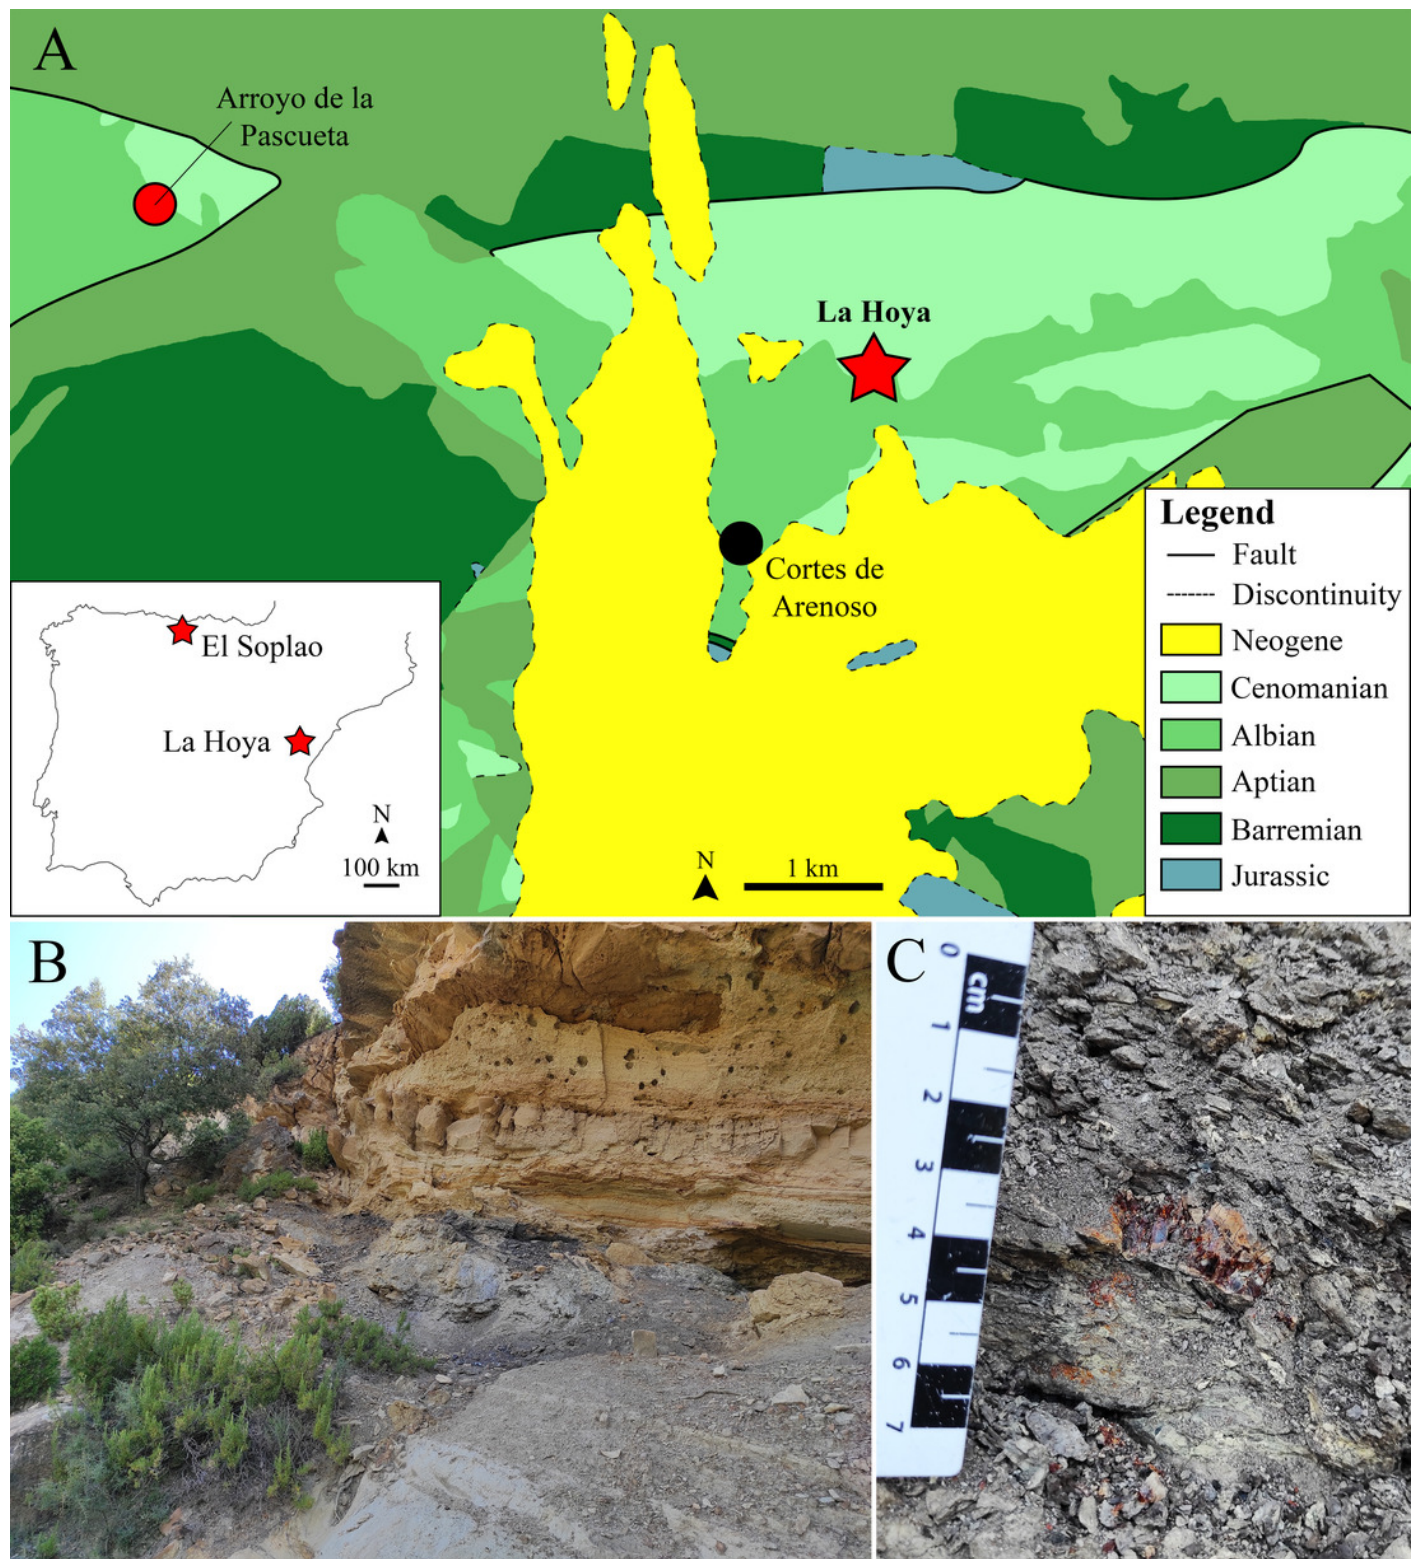 A
Arroyo de la
Pascueta
La Hoya
Cortes de
Arenoso
El Soplao
La Hoya
N
100 km
N
1 km
Legend
Fault
Discontinuity
Neogene
Cenomanian
Albian
Aptian
Barremian
Jurassic
B
C
0
cm
1
2
3
4
5
6
7